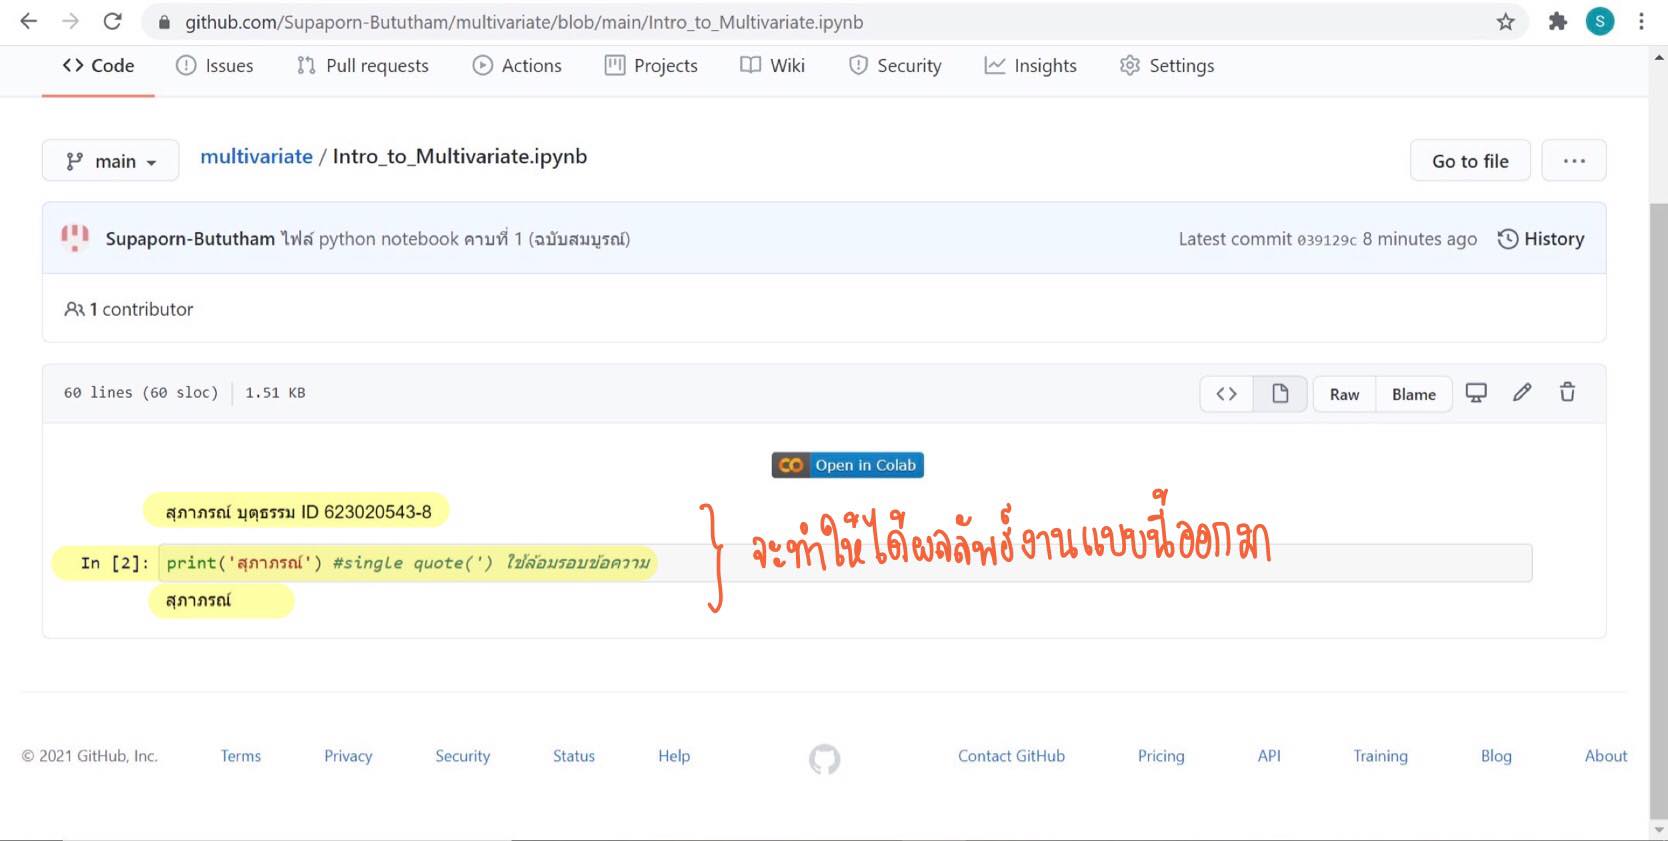 github.com/Supaporn-Bututham/multivariate/blob/main/Intro_to_Multivariate.ipynb
S
Code Issues Pull requests Actions Projects Wiki Security Insights Settings
main multivariate / Intro_to_Multivariate.ipynb Go to file ...
Supaporn-Bututham ไฟล์ python notebook คาบที่ 1 (ฉบับสมบูรณ์) Latest commit 039129c 8 minutes ago History
1 contributor
60 lines (60 sloc) 1.51 KB <> Raw Blame
CO Open in Colab
สุภาภรณ์ บุตุธรรม ID 623020543-8
In [2]: print('สุภาภรณ์') #single quote(') ใช้ล้อมรอบข้อความ
สุภาภรณ์
} จะทำให้ได้ผลลัพธ์งานแบบนี้ออกมา
© 2021 GitHub, Inc. Terms Privacy Security Status Help Contact GitHub Pricing API Training Blog About